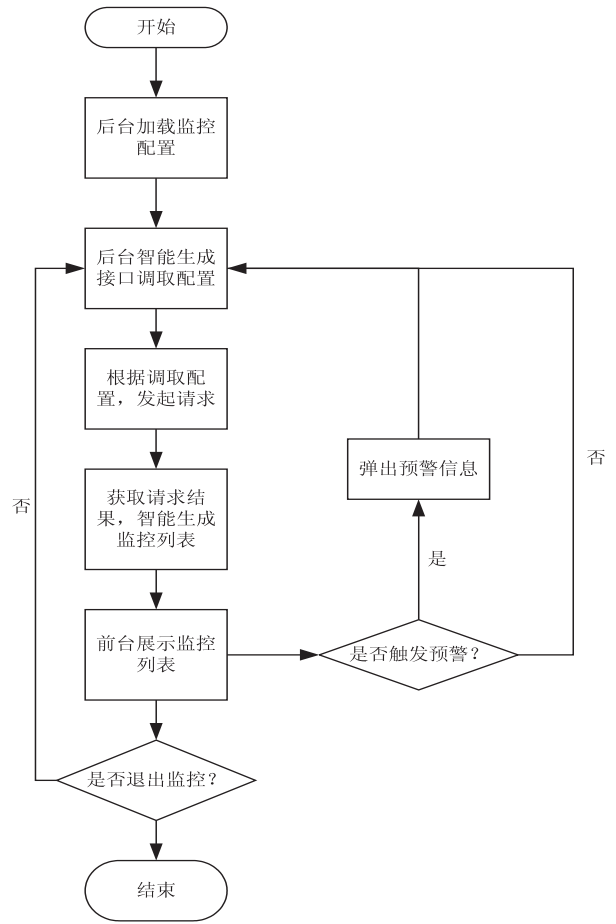 开始
后台加载监控
配置
后台智能生成
接口调取配置
根据调取配
置，发起请求
获取请求结
果，智能生成
监控列表
前台展示监控
列表
是否触发预警？
是
弹出预警信息
否
否
是否退出监控？
结束